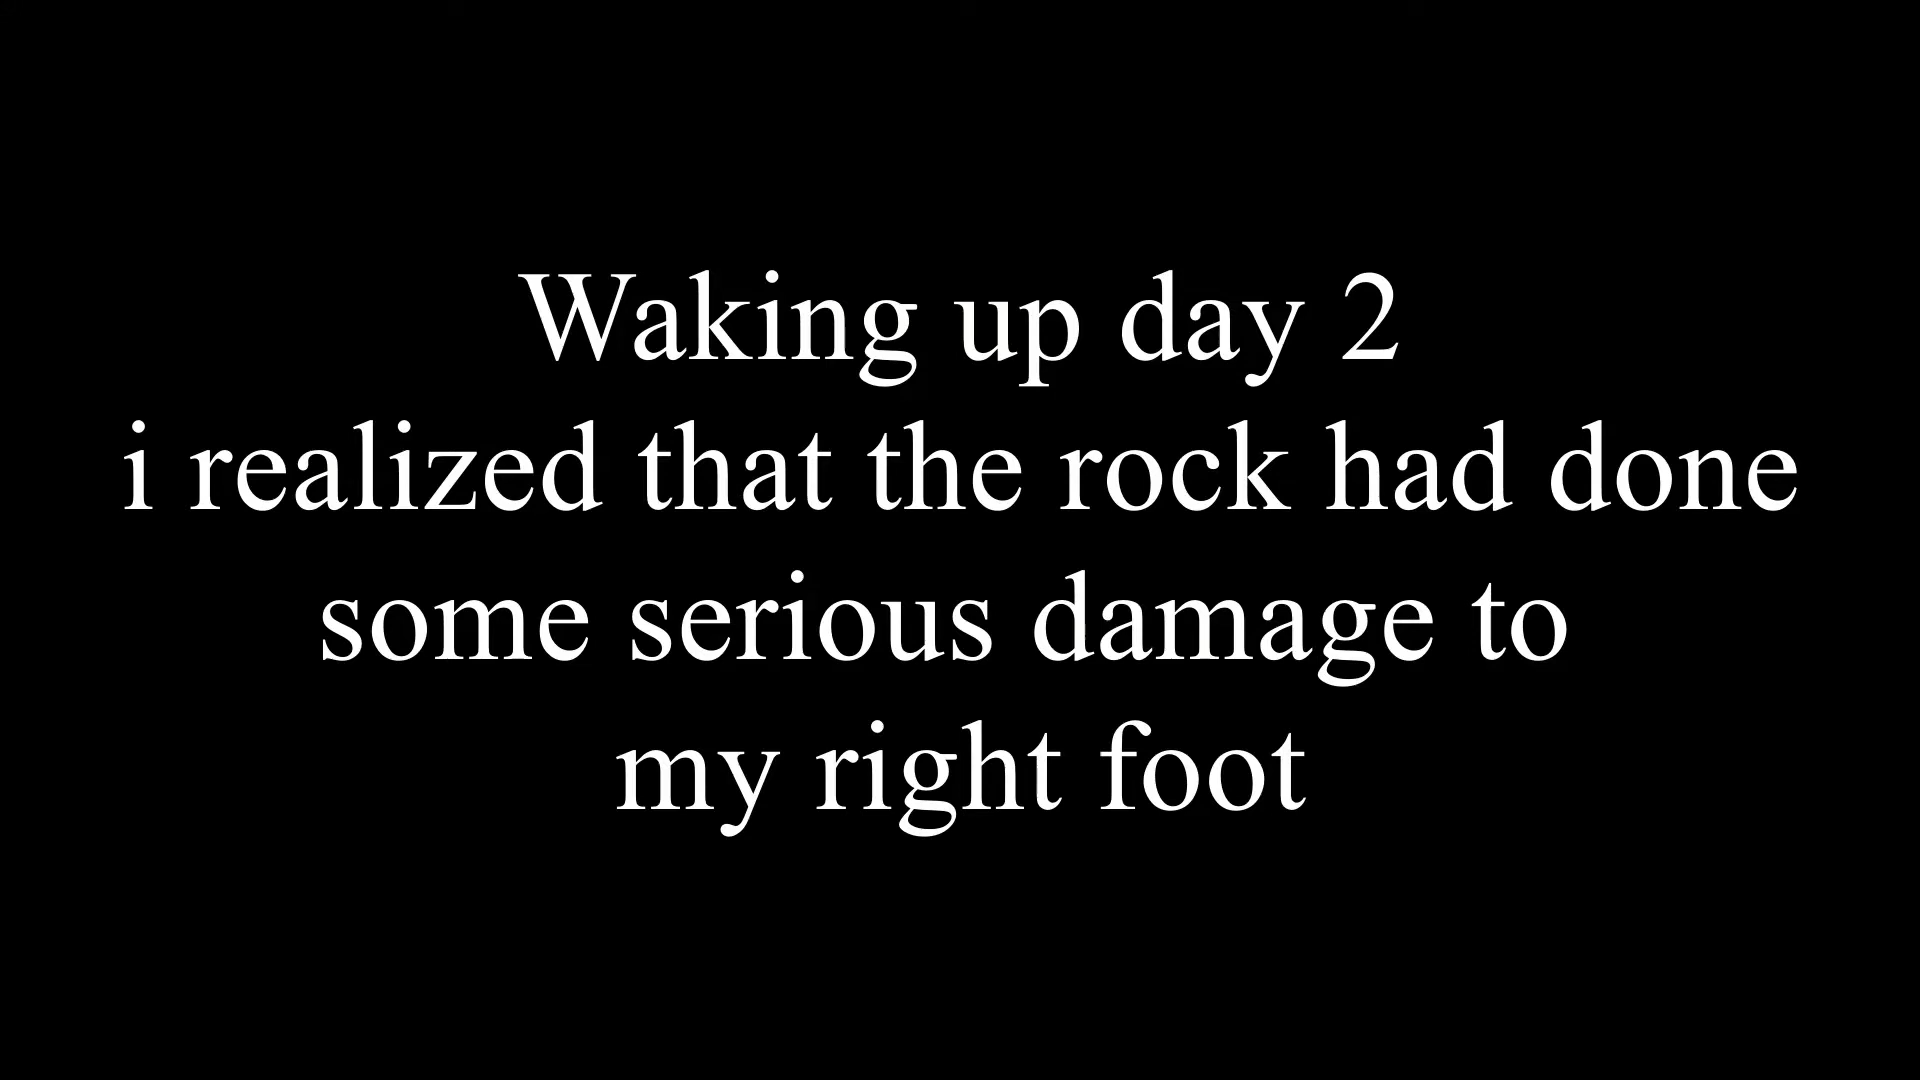 Waking up day 2
i realized that the rock had done
some serious damage to
my right foot